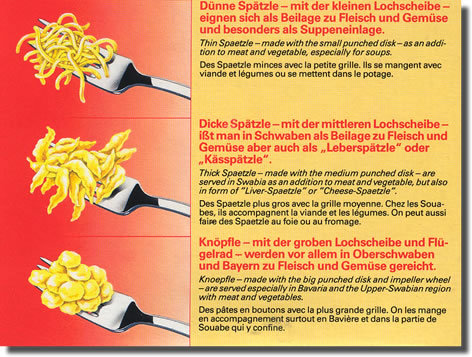 Dünne Spätzle – mit der kleinen Lochscheibe –
eignen sich als Beilage zu Fleisch und Gemüse
und besonders als Suppeneinlage.
Thin Spaetzle – made with the small punched disk – as an addi-
tion to meat and vegetable, especially for soups.
Des Spaetzle minces avec la petite grille. Ils se mangent avec
viande et légumes ou se mettent dans le potage.
Dicke Spätzle – mit der mittleren Lochscheibe –
ißt man in Schwaben als Beilage zu Fleisch und
Gemüse aber auch als „Leberspätzle" oder
„Kässpätzle".
Thick Spaetzle – made with the medium punched disk – are
served in Swabia as an addition to meat and vegetable, but also
in form of "Liver-Spaetzle" or "Cheese-Spaetzle".
Des Spaetzle plus gros avec la grille moyenne. Chez les Soua-
bes, ils accompagnent la viande et les légumes. On peut aussi
faire des Spaetzle au foie ou au fromage.
Knöpfle – mit der groben Lochscheibe und Flü-
gelrad – werden vor allem in Oberschwaben
und Bayern zu Fleisch und Gemüse gereicht.
Knoepfle – made with the big punched disk and impeller wheel
– are served especially in Bavaria and the Upper-Swabian region
with meat and vegetables.
Des pâtes en boutons avec la plus grande grille. On les mange
en accompagnement surtout en Bavière et dans la partie de
Souabe qui y confine.